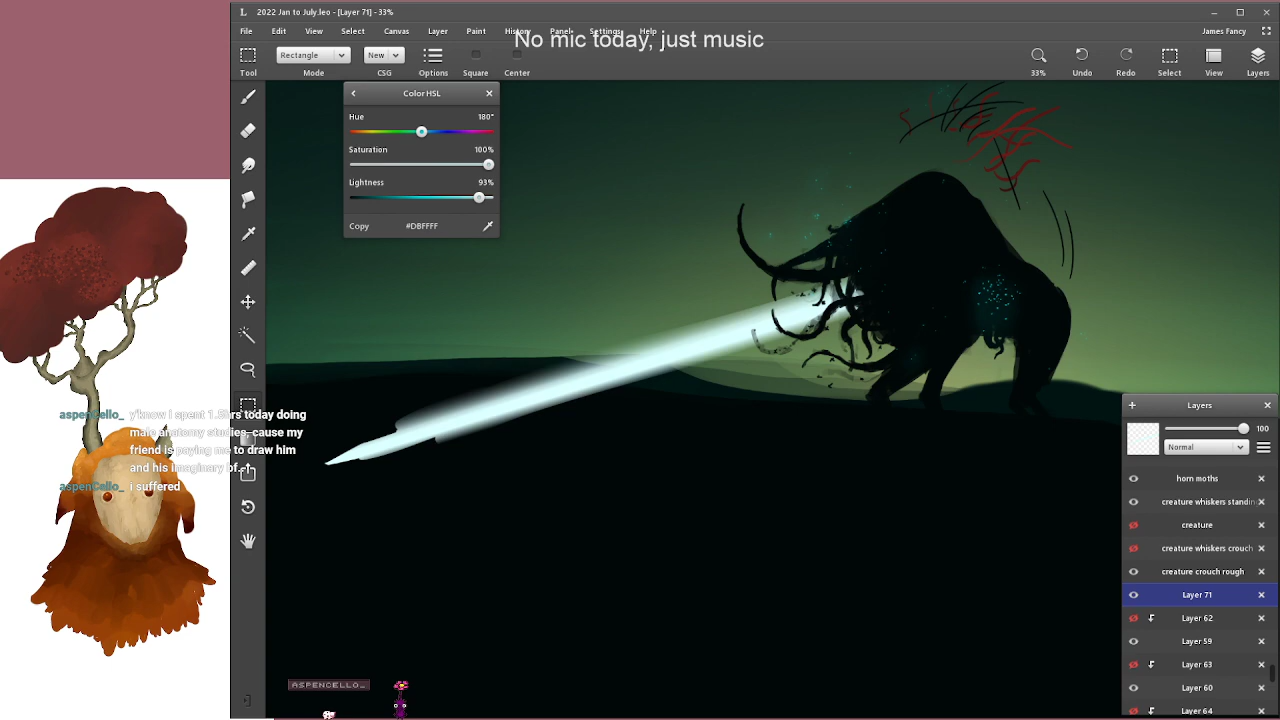 L 2022 Jan to July.leo - [Layer 71] - 33%
File Edit View Select Canvas Layer Paint History Panel Settings James Fancy
No mic today, just music
Rectangle New
Tool Mode CSG Options Square Center 33% Undo Redo Select View Layers
Color HSL
Hue 180°
Saturation 100%
Lightness 93%
Copy #DBFFFF
aspenCello_ y'know i spent 1.5hrs today doing
male anatomy studies, cause my
friend is paying me to draw him
and his imaginary bf..
aspenCello_ i suffered
Layers
100
Normal
horn moths
creature whiskers standin
creature
creature whiskers crouch
creature crouch rough
Layer 71
Layer 62
Layer 59
Layer 63
Layer 60
Layer 64
ASPENCELLO_